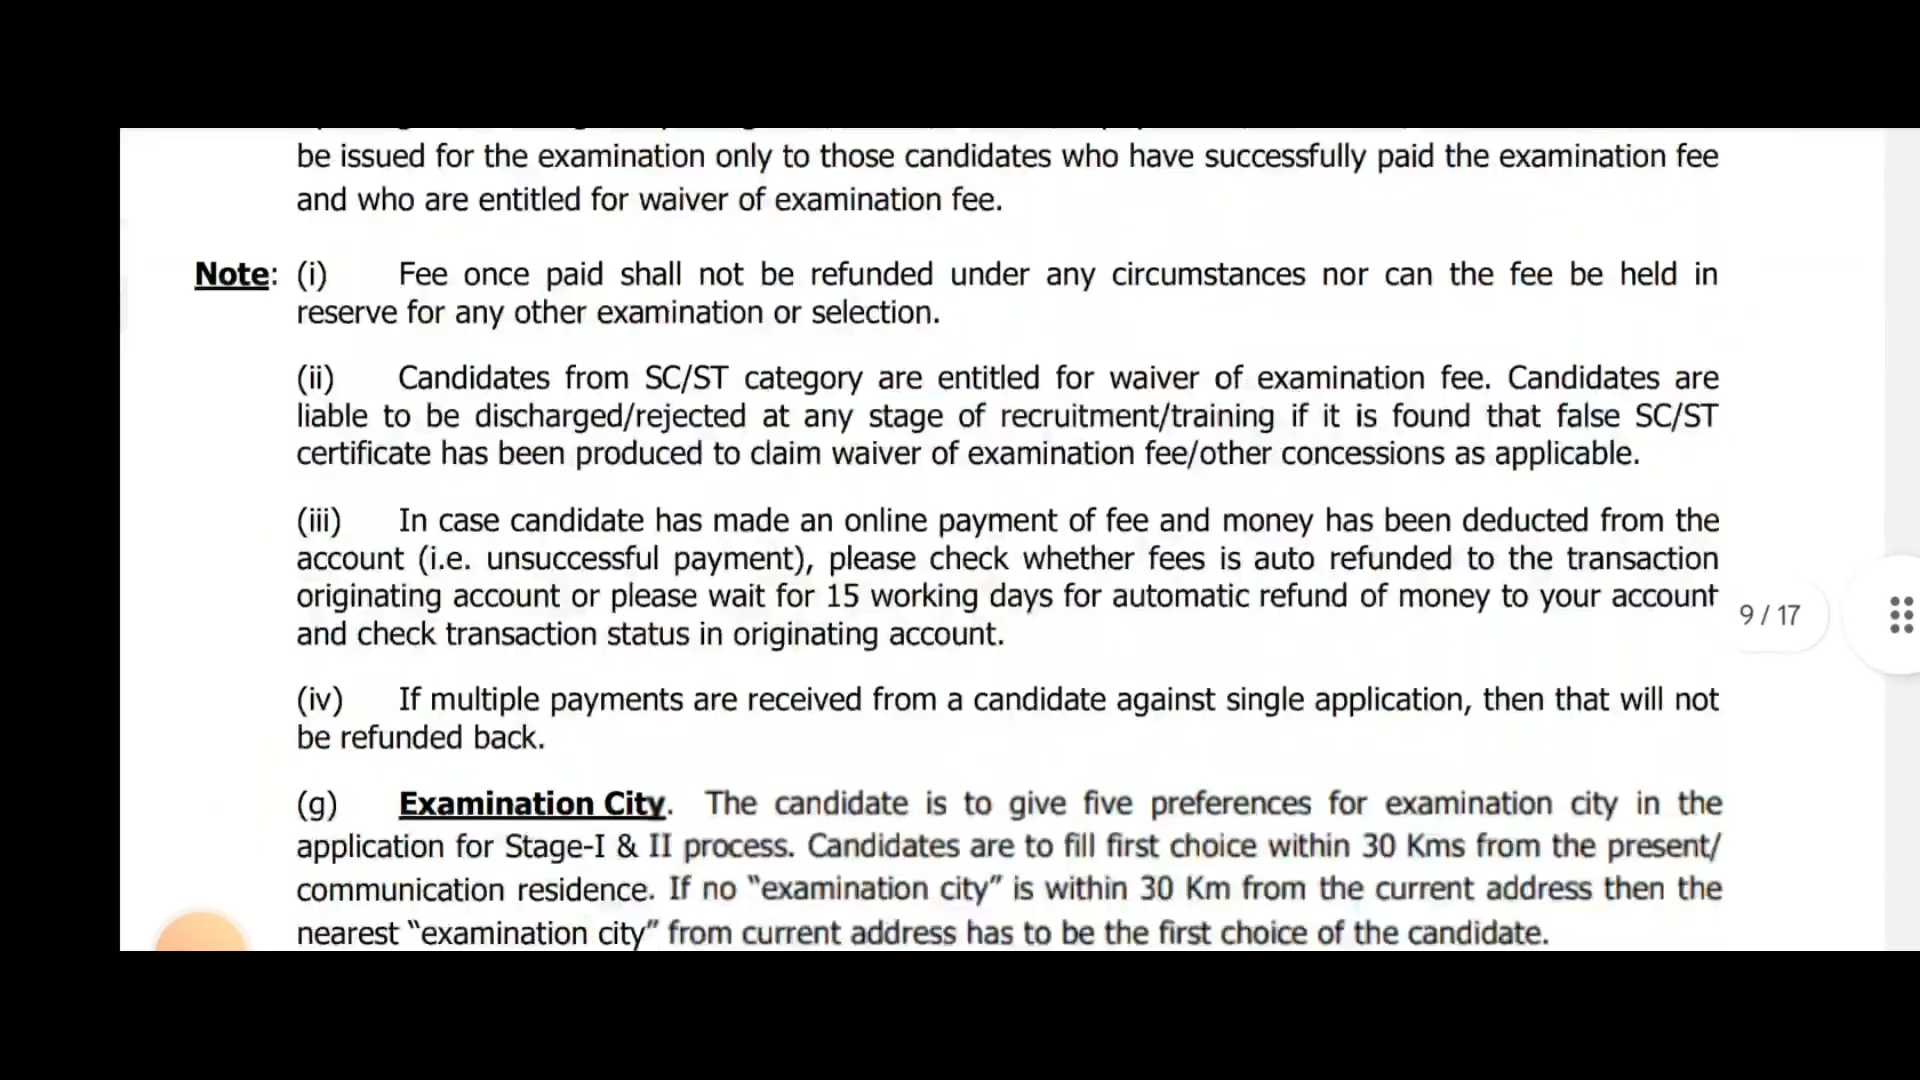 be issued for the examination only to those candidates who have successfully paid the examination fee
and who are entitled for waiver of examination fee.
Note: (i) Fee once paid shall not be refunded under any circumstances nor can the fee be held in
reserve for any other examination or selection.
(ii) Candidates from SC/ST category are entitled for waiver of examination fee. Candidates are
liable to be discharged/rejected at any stage of recruitment/training if it is found that false SC/ST
certificate has been produced to claim waiver of examination fee/other concessions as applicable.
(iii) In case candidate has made an online payment of fee and money has been deducted from the
account (i.e. unsuccessful payment), please check whether fees is auto refunded to the transaction
originating account or please wait for 15 working days for automatic refund of money to your account
and check transaction status in originating account.
9 / 17
(iv) If multiple payments are received from a candidate against single application, then that will not
be refunded back.
(g) Examination City. The candidate is to give five preferences for examination city in the
application for Stage-I & II process. Candidates are to fill first choice within 30 Kms from the present/
communication residence. If no “examination city” is within 30 Km from the current address then the
nearest “examination city” from current address has to be the first choice of the candidate.